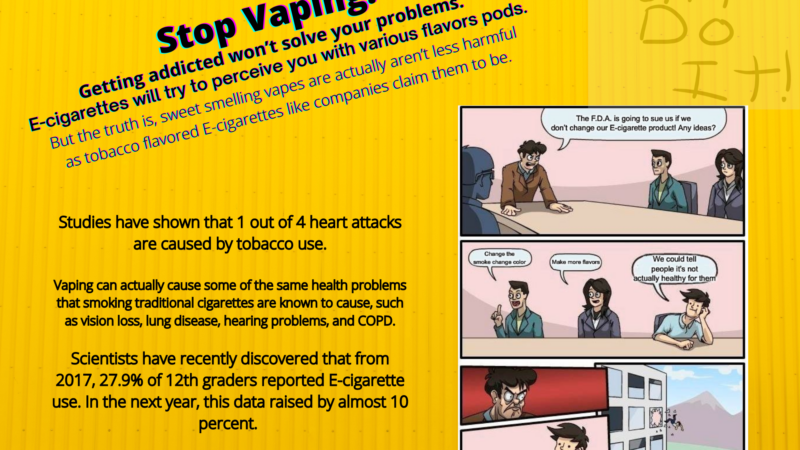 Stop Vaping.
Getting addicted won't solve your problems.
E-cigarettes will try to perceive you with various flavors pods.
But the truth is, sweet smelling vapes are actually aren't less harmful
as tobacco flavored E-cigarettes like companies claim them to be.
Do
It!
Studies have shown that 1 out of 4 heart attacks
are caused by tobacco use.
Vaping can actually cause some of the same health problems
that smoking traditional cigarettes are known to cause, such
as vision loss, lung disease, hearing problems, and COPD.
Scientists have recently discovered that from
2017, 27.9% of 12th graders reported E-cigarette
use. In the next year, this data raised by almost 10
percent.
The F.D.A. is going to sue us if we
don't change our E-cigarette product! Any ideas?
Change the
smoke change color
Make more flavors
We could tell
people it's not
actually healthy for them